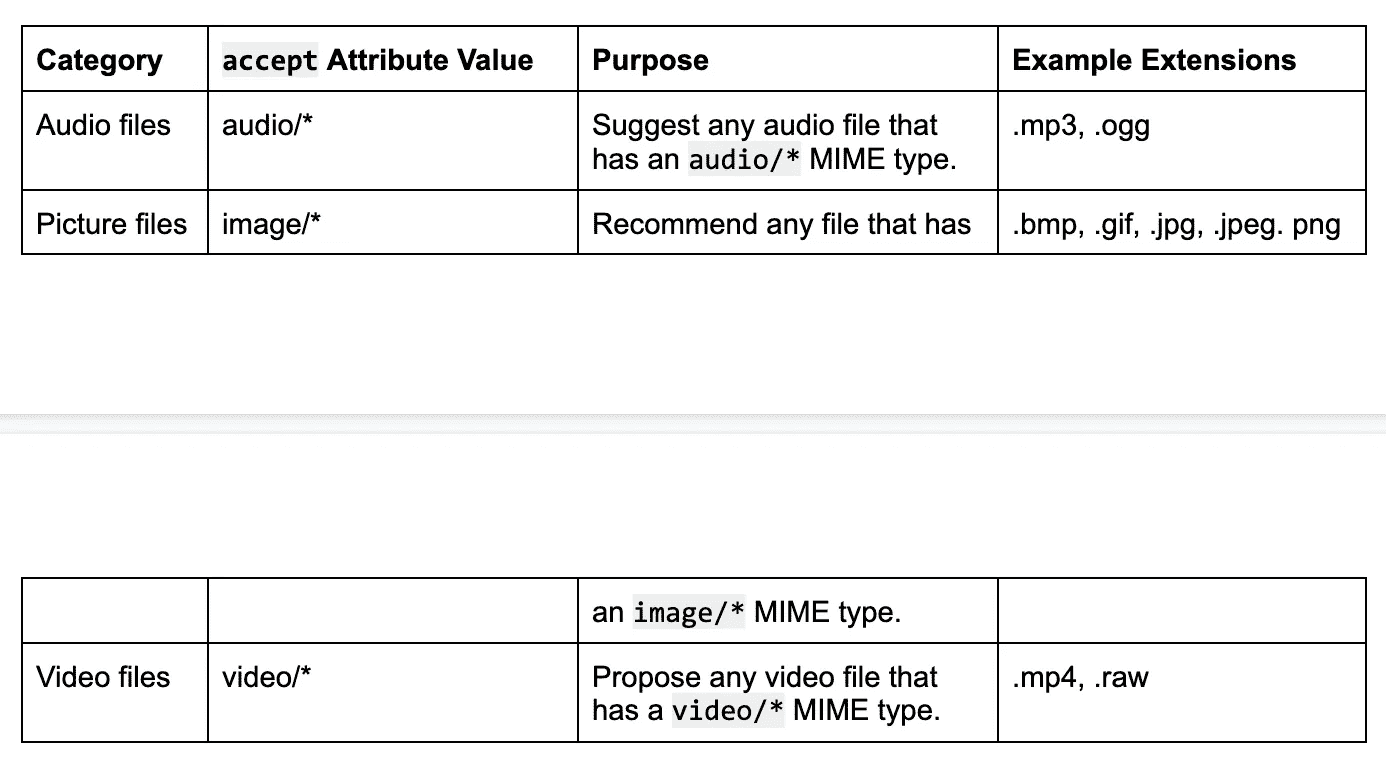 Category accept Attribute Value Purpose Example Extensions
Audio files audio/* Suggest any audio file that .mp3, .ogg
has an audio/* MIME type.
Picture files image/* Recommend any file that has .bmp, .gif, .jpg, .jpeg. png
an image/* MIME type.
Video files video/* Propose any video file that .mp4, .raw
has a video/* MIME type.